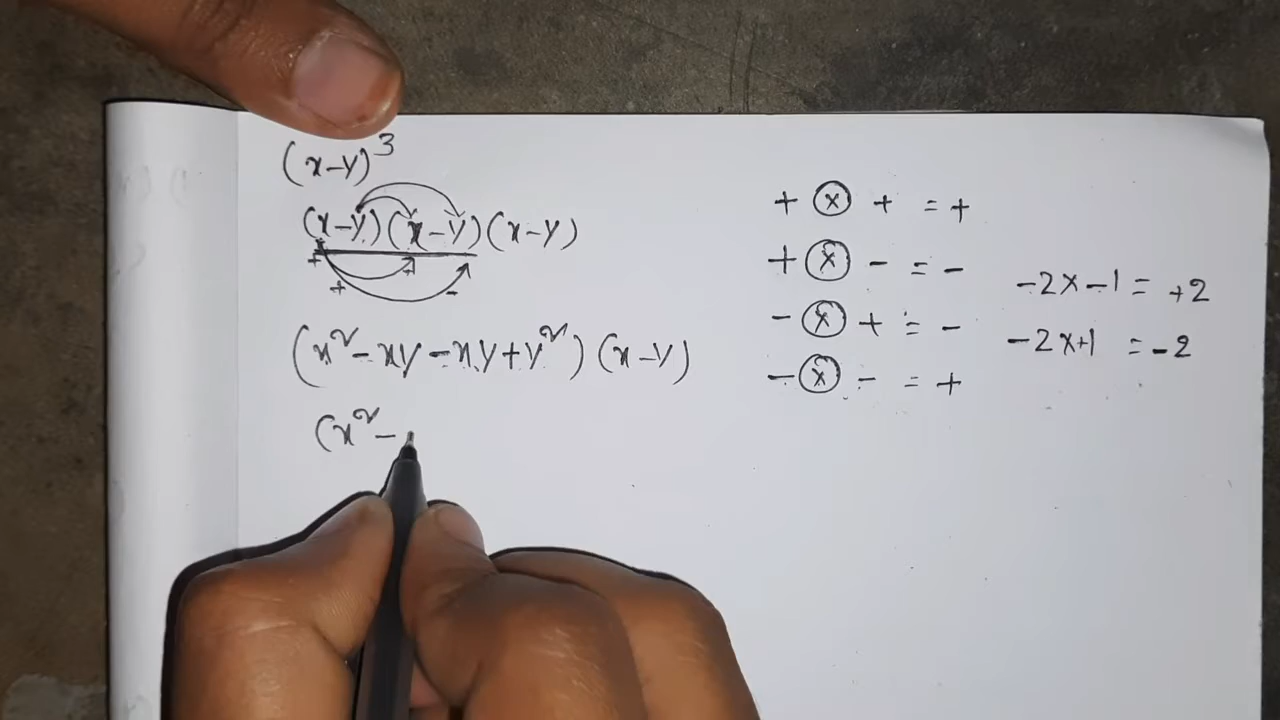 (x-y)³
(x-y)(x-y)(x-y)
+ + + -
(x² - xy - xy + y²) (x - y)
(x² -
+ ⓧ + = +
+ ⓧ - = -
- ⓧ + = -
- ⓧ - = +
-2x-1 = +2
-2x+1 = -2